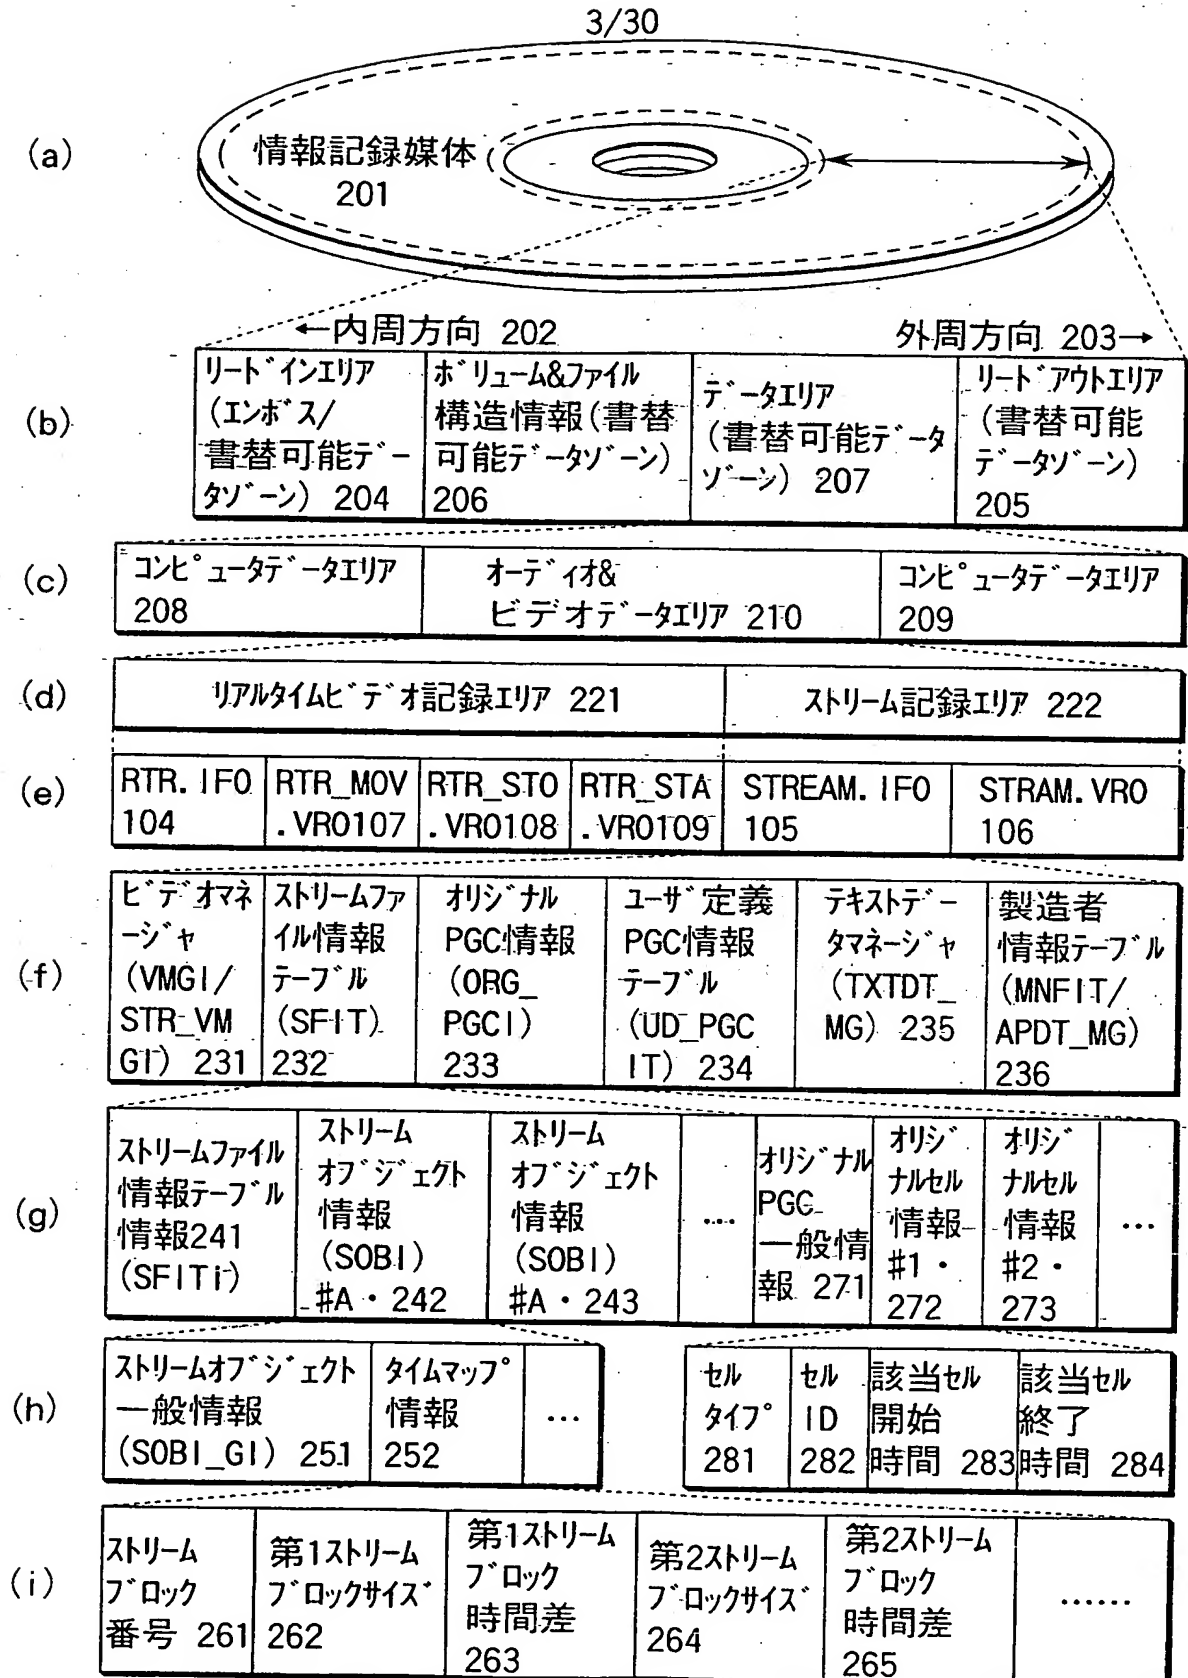 3/30
(a)
情報記録媒体
201
←内周方向 202
外周方向 203→
(b)
リードインエリア
(エンボス/
書替可能デー
タゾーン) 204
ボリューム&ファイル
構造情報(書替
可能データゾーン)
206
データエリア
(書替可能データ
ゾーン) 207
リードアウトエリア
(書替可能
データゾーン)
205
(c)
コンピュータデータエリア
208
オーディオ&
ビデオデータエリア 210
コンピュータデータエリア
209
(d)
リアルタイムビデオ記録エリア 221
ストリーム記録エリア 222
(e)
RTR.IFO
104
RTR_MOV
.VRO107
RTR_STO
.VRO108
RTR_STA
.VRO109
STREAM.IFO
105
STRAM.VRO
106
(f)
ビデオマネ
ージャ
(VMGI/
STR_VM
GI) 231
ストリームファ
イル情報
テーブル
(SFIT)
232
オリジナル
PGC情報
(ORG_
PGCI)
233
ユーザ定義
PGC情報
テーブル
(UD_PGC
IT) 234
テキストデー
タマネージャ
(TXTDT_
MG) 235
製造者
情報テーブル
(MNFIT/
APDT_MG)
236
(g)
ストリームファイル
情報テーブル
情報241
(SFITi)
ストリーム
オブジェクト
情報
(SOBI)
#A・242
ストリーム
オブジェクト
情報
(SOBI)
#A・243
....
オリジナル
PGC
一般情
報 271
オリジ
ナルセル
情報
#1・
272
オリジ
ナルセル
情報
#2・
273
...
(h)
ストリームオブジェクト
一般情報
(SOBI_GI) 251
タイムマップ
情報
252
...
セル
タイプ
281
セル
ID
282
該当セル
開始
時間 283
該当セル
終了
時間 284
(i)
ストリーム
ブロック
番号 261
第1ストリーム
ブロックサイズ
262
第1ストリーム
ブロック
時間差
263
第2ストリーム
ブロックサイズ
264
第2ストリーム
ブロック
時間差
265
......